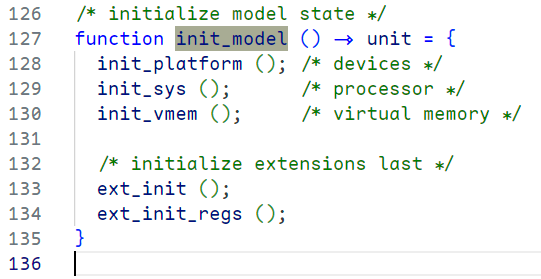 126 /* initialize model state */
127 function init_model () -> unit = {
128   init_platform (); /* devices */
129   init_sys ();      /* processor */
130   init_vmem ();     /* virtual memory */
131
132   /* initialize extensions last */
133   ext_init ();
134   ext_init_regs ();
135 }
136